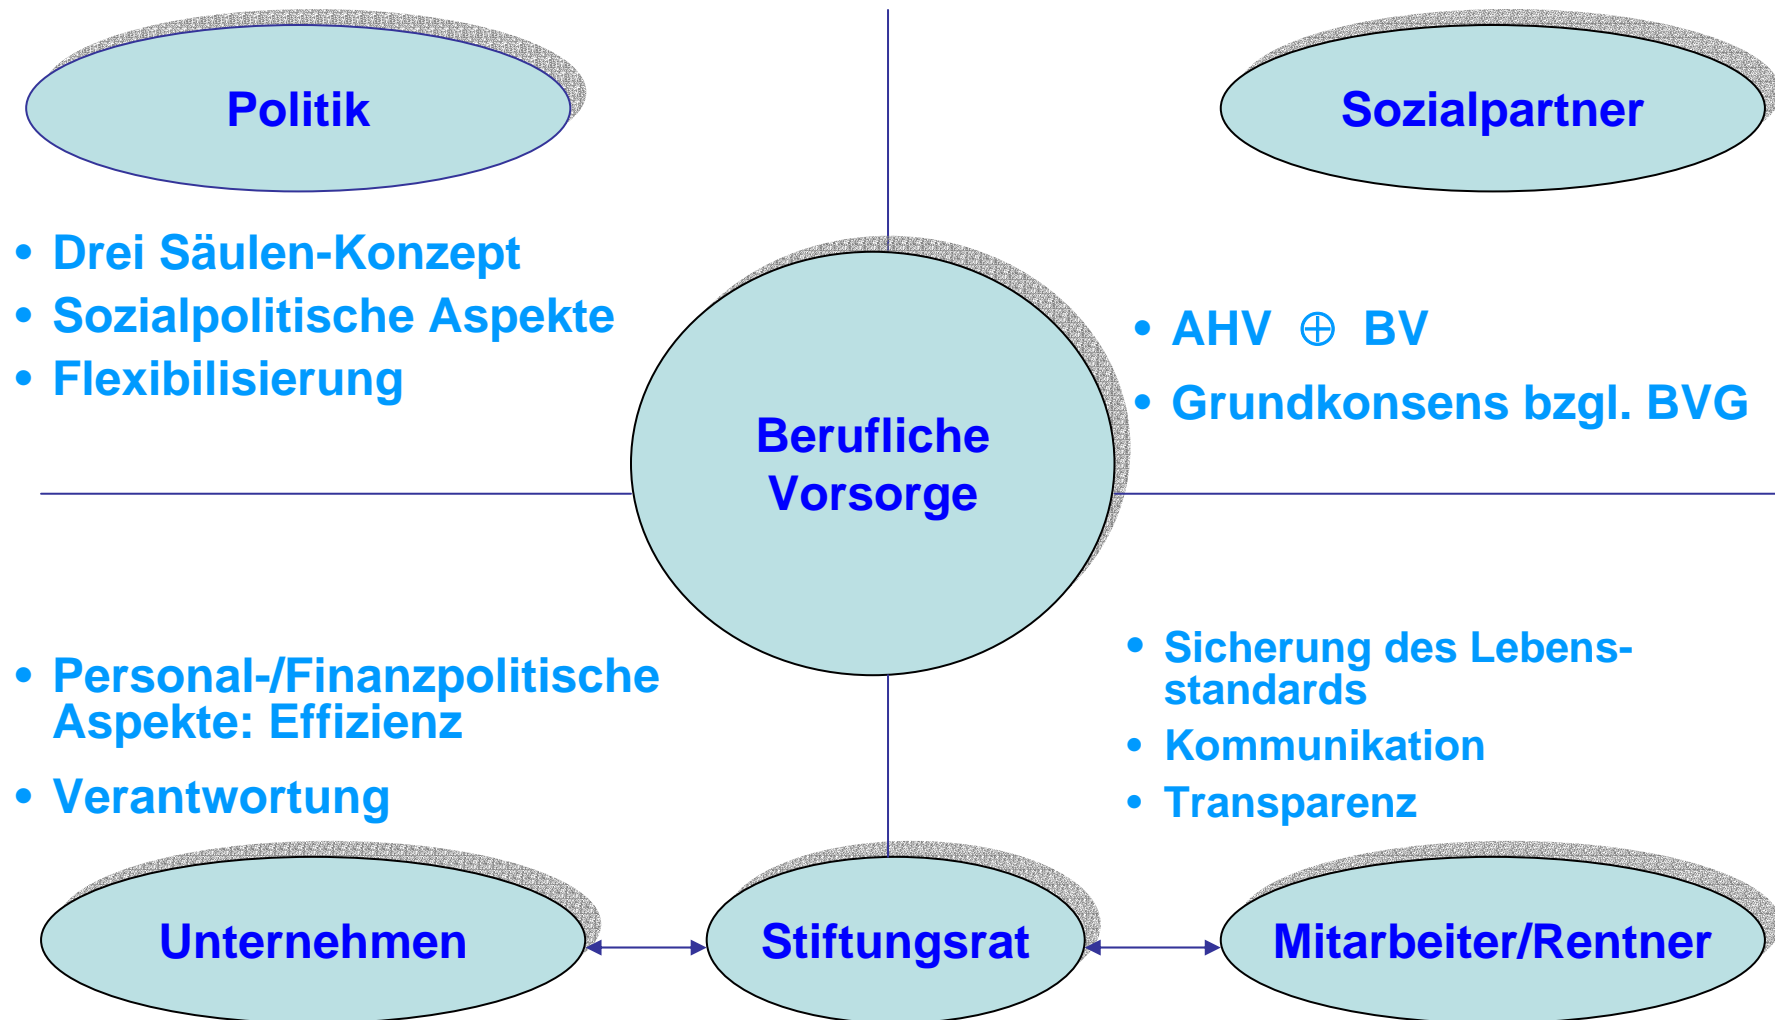 Politik
• Drei Säulen-Konzept
• Sozialpolitische Aspekte
• Flexibilisierung
Sozialpartner
• AHV ⊕ BV
• Grundkonsens bzgl. BVG
Berufliche
Vorsorge
• Personal-/Finanzpolitische
Aspekte: Effizienz
• Verantwortung
• Sicherung des Lebens-
standards
• Kommunikation
• Transparenz
Unternehmen
Stiftungsrat
Mitarbeiter/Rentner